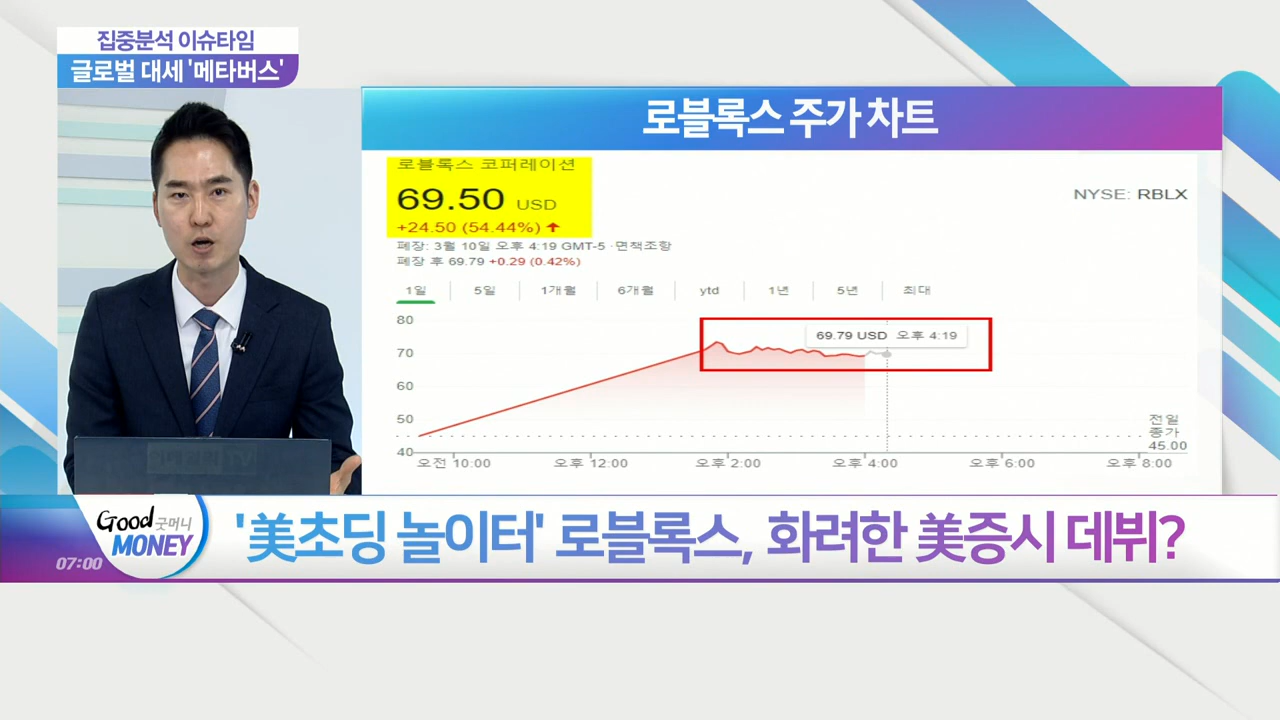 집중분석 이슈타임
글로벌 대세 '메타버스'
로블록스 주가 차트
로블록스 코퍼레이션
69.50 USD
+24.50 (54.44%) ↑
NYSE: RBLX
폐장: 3월 10일 오후 4:19 GMT-5 · 면책조항
폐장 후 69.79 +0.29 (0.42%)
1일 5일 1개월 6개월 ytd 1년 5년 최대
80
69.79 USD 오후 4:19
70
60
50
전일
종가
45.00
40
오전 10:00 오후 12:00 오후 2:00 오후 4:00 오후 6:00 오후 8:00
Good 굿머니
MONEY
07:00
'美초딩 놀이터' 로블록스, 화려한 美증시 데뷔?